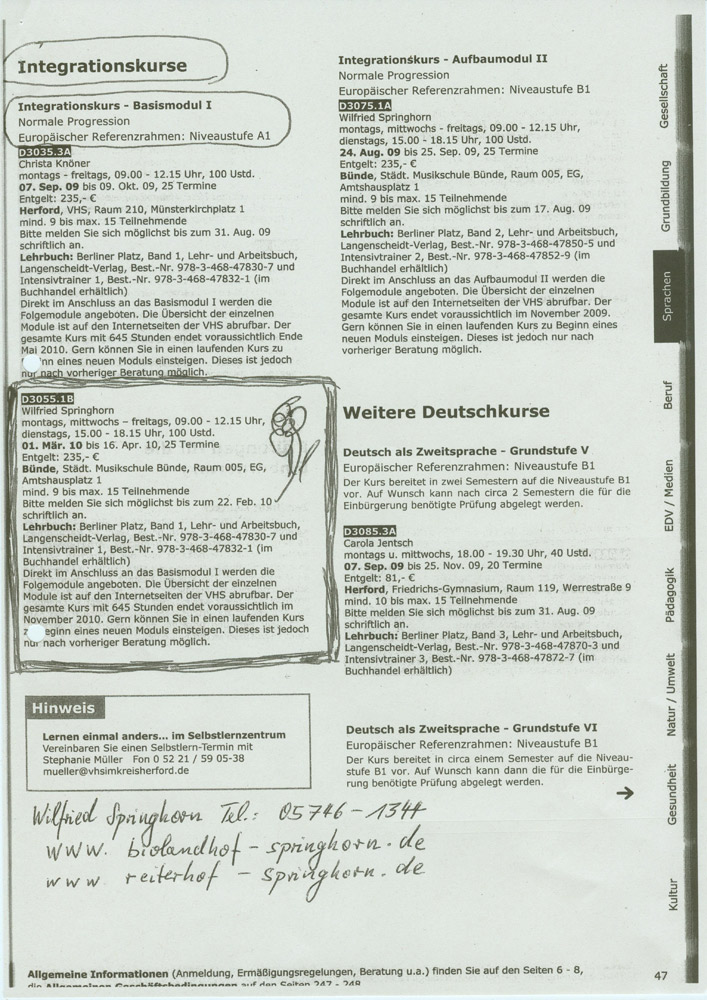 Integrationskurse
Integrationskurs - Basismodul I
Normale Progression
Europäischer Referenzrahmen: Niveaustufe A1
D3035.3A
Christa Knöner
montags - freitags, 09.00 - 12.15 Uhr, 100 Ustd.
07. Sep. 09 bis 09. Okt. 09, 25 Termine
Entgelt: 235,- €
Herford, VHS, Raum 210, Münsterkirchplatz 1
mind. 9 bis max. 15 Teilnehmende
Bitte melden Sie sich möglichst bis zum 31. Aug. 09
schriftlich an.
Lehrbuch: Berliner Platz, Band 1, Lehr- und Arbeitsbuch,
Langenscheidt-Verlag, Best.-Nr. 978-3-468-47830-7 und
Intensivtrainer 1, Best.-Nr. 978-3-468-47832-1 (im
Buchhandel erhältlich)
Direkt im Anschluss an das Basismodul I werden die
Folgemodule angeboten. Die Übersicht der einzelnen
Module ist auf den Internetseiten der VHS abrufbar. Der
gesamte Kurs mit 645 Stunden endet voraussichtlich Ende
Mai 2010. Gern können Sie in einen laufenden Kurs zu
nn eines neuen Moduls einsteigen. Dieses ist jedoch
nur nach vorheriger Beratung möglich.
D3055.1B
Wilfried Springhorn
montags, mittwochs – freitags, 09.00 - 12.15 Uhr,
dienstags, 15.00 - 18.15 Uhr, 100 Ustd.
01. Mär. 10 bis 16. Apr. 10, 25 Termine
Entgelt: 235,- €
Bünde, Städt. Musikschule Bünde, Raum 005, EG,
Amtshausplatz 1
mind. 9 bis max. 15 Teilnehmende
Bitte melden Sie sich möglichst bis zum 22. Feb. 10
schriftlich an.
Lehrbuch: Berliner Platz, Band 1, Lehr- und Arbeitsbuch,
Langenscheidt-Verlag, Best.-Nr. 978-3-468-47830-7 und
Intensivtrainer 1, Best.-Nr. 978-3-468-47832-1 (im
Buchhandel erhältlich)
Direkt im Anschluss an das Basismodul I werden die
Folgemodule angeboten. Die Übersicht der einzelnen
Module ist auf den Internetseiten der VHS abrufbar. Der
gesamte Kurs mit 645 Stunden endet voraussichtlich im
November 2010. Gern können Sie in einen laufenden Kurs
z eginn eines neuen Moduls einsteigen. Dieses ist jedoch
nur nach vorheriger Beratung möglich.
Hinweis
Lernen einmal anders... im Selbstlernzentrum
Vereinbaren Sie einen Selbstlern-Termin mit
Stephanie Müller Fon 0 52 21 / 59 05-38
mueller@vhsimkreisherford.de
Integrationskurs - Aufbaumodul II
Normale Progression
Europäischer Referenzrahmen: Niveaustufe B1
D3075.1A
Wilfried Springhorn
montags, mittwochs - freitags, 09.00 - 12.15 Uhr,
dienstags, 15.00 - 18.15 Uhr, 100 Ustd.
24. Aug. 09 bis 25. Sep. 09, 25 Termine
Entgelt: 235,- €
Bünde, Städt. Musikschule Bünde, Raum 005, EG,
Amtshausplatz 1
mind. 9 bis max. 15 Teilnehmende
Bitte melden Sie sich möglichst bis zum 17. Aug. 09
schriftlich an.
Lehrbuch: Berliner Platz, Band 2, Lehr- und Arbeitsbuch,
Langenscheidt-Verlag, Best.-Nr. 978-3-468-47850-5 und
Intensivtrainer 2, Best.-Nr. 978-3-468-47852-9 (im
Buchhandel erhältlich)
Direkt im Anschluss an das Aufbaumodul II werden die
Folgemodule angeboten. Die Übersicht der einzelnen
Module ist auf den Internetseiten der VHS abrufbar. Der
gesamte Kurs endet voraussichtlich im November 2009.
Gern können Sie in einen laufenden Kurs zu Beginn eines
neuen Moduls einsteigen. Dieses ist jedoch nur nach
vorheriger Beratung möglich.
Weitere Deutschkurse
Deutsch als Zweitsprache - Grundstufe V
Europäischer Referenzrahmen: Niveaustufe B1
Der Kurs bereitet in zwei Semestern auf die Niveaustufe B1
vor. Auf Wunsch kann nach circa 2 Semestern die für die
Einbürgerung benötigte Prüfung abgelegt werden.
D3085.3A
Carola Jentsch
montags u. mittwochs, 18.00 - 19.30 Uhr, 40 Ustd.
07. Sep. 09 bis 25. Nov. 09, 20 Termine
Entgelt: 81,- €
Herford, Friedrichs-Gymnasium, Raum 119, Werrestraße 9
mind. 10 bis max. 15 Teilnehmende
Bitte melden Sie sich möglichst bis zum 31. Aug. 09
schriftlich an.
Lehrbuch: Berliner Platz, Band 3, Lehr- und Arbeitsbuch,
Langenscheidt-Verlag, Best.-Nr. 978-3-468-47870-3 und
Intensivtrainer 3, Best.-Nr. 978-3-468-47872-7 (im
Buchhandel erhältlich)
Deutsch als Zweitsprache - Grundstufe VI
Europäischer Referenzrahmen: Niveaustufe B1
Der Kurs bereitet in circa einem Semester auf die Niveau-
stufe B1 vor. Auf Wunsch kann dann die für die Einbürge-
rung benötigte Prüfung abgelegt werden.
Wilfried Springhorn Tel.: 05746-1344
www. biolandhof - springhorn.de
www reiterhof - springhorn.de
Allgemeine Informationen (Anmeldung, Ermäßigungsregelungen, Beratung u.a.) finden Sie auf den Seiten 6 - 8,
die Allgemeinen Geschäftsbedingungen auf den Seiten 247 - 248
47
Gesellschaft
Grundbildung
Sprachen
Beruf
EDV / Medien
Pädagogik
Natur / Umwelt
Gesundheit
Kultur